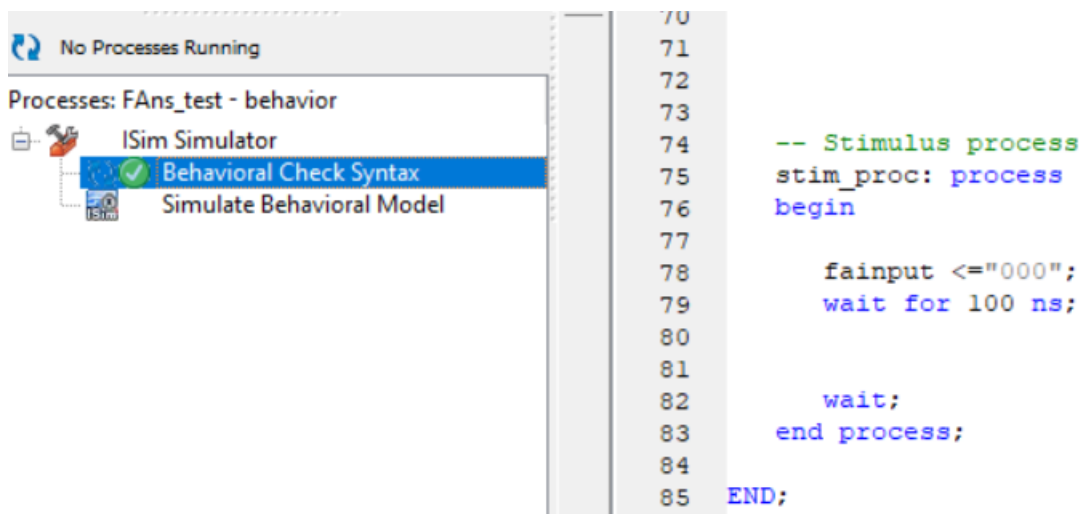 No Processes Running
Processes: FAns_test - behavior
ISim Simulator
Behavioral Check Syntax
ISim
Simulate Behavioral Model
70
71
72
73
74 -- Stimulus process
75 stim_proc: process
76 begin
77
78 fainput <="000";
79 wait for 100 ns;
80
81
82 wait;
83 end process;
84
85 END;